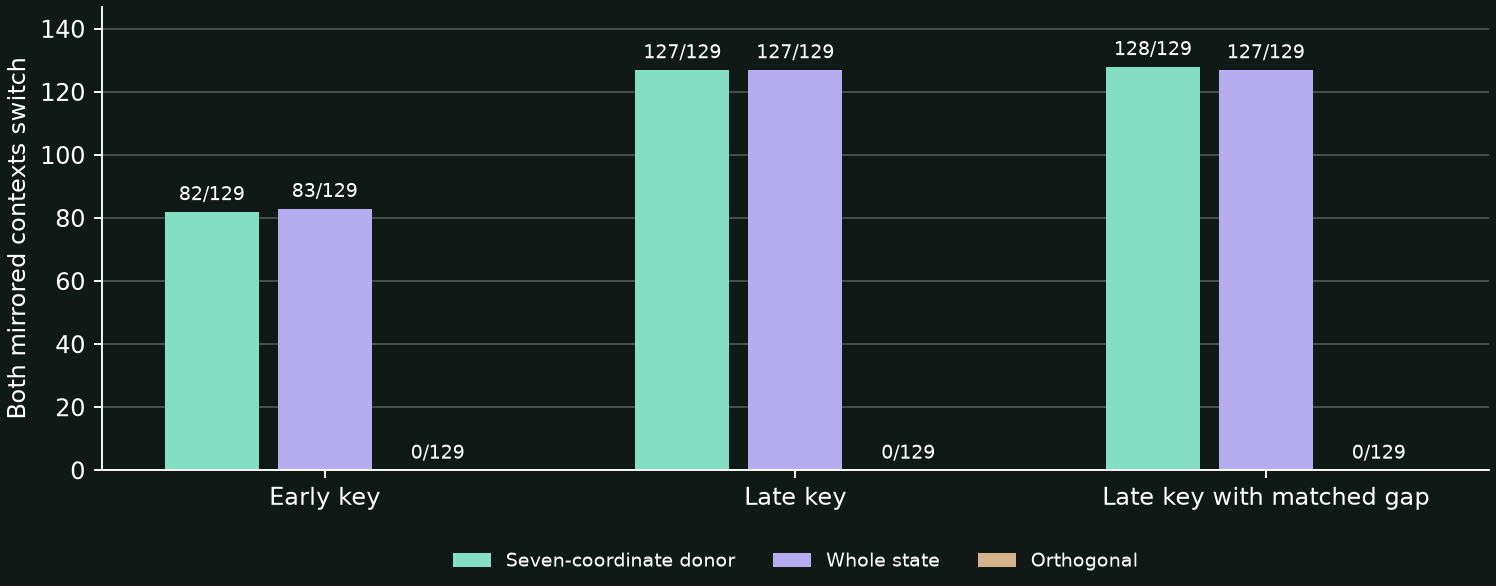 Both mirrored contexts switch
140
120
100
80
60
40
20
0
82/129
83/129
0/129
127/129
127/129
0/129
128/129
127/129
0/129
Early key
Late key
Late key with matched gap
Seven-coordinate donor
Whole state
Orthogonal